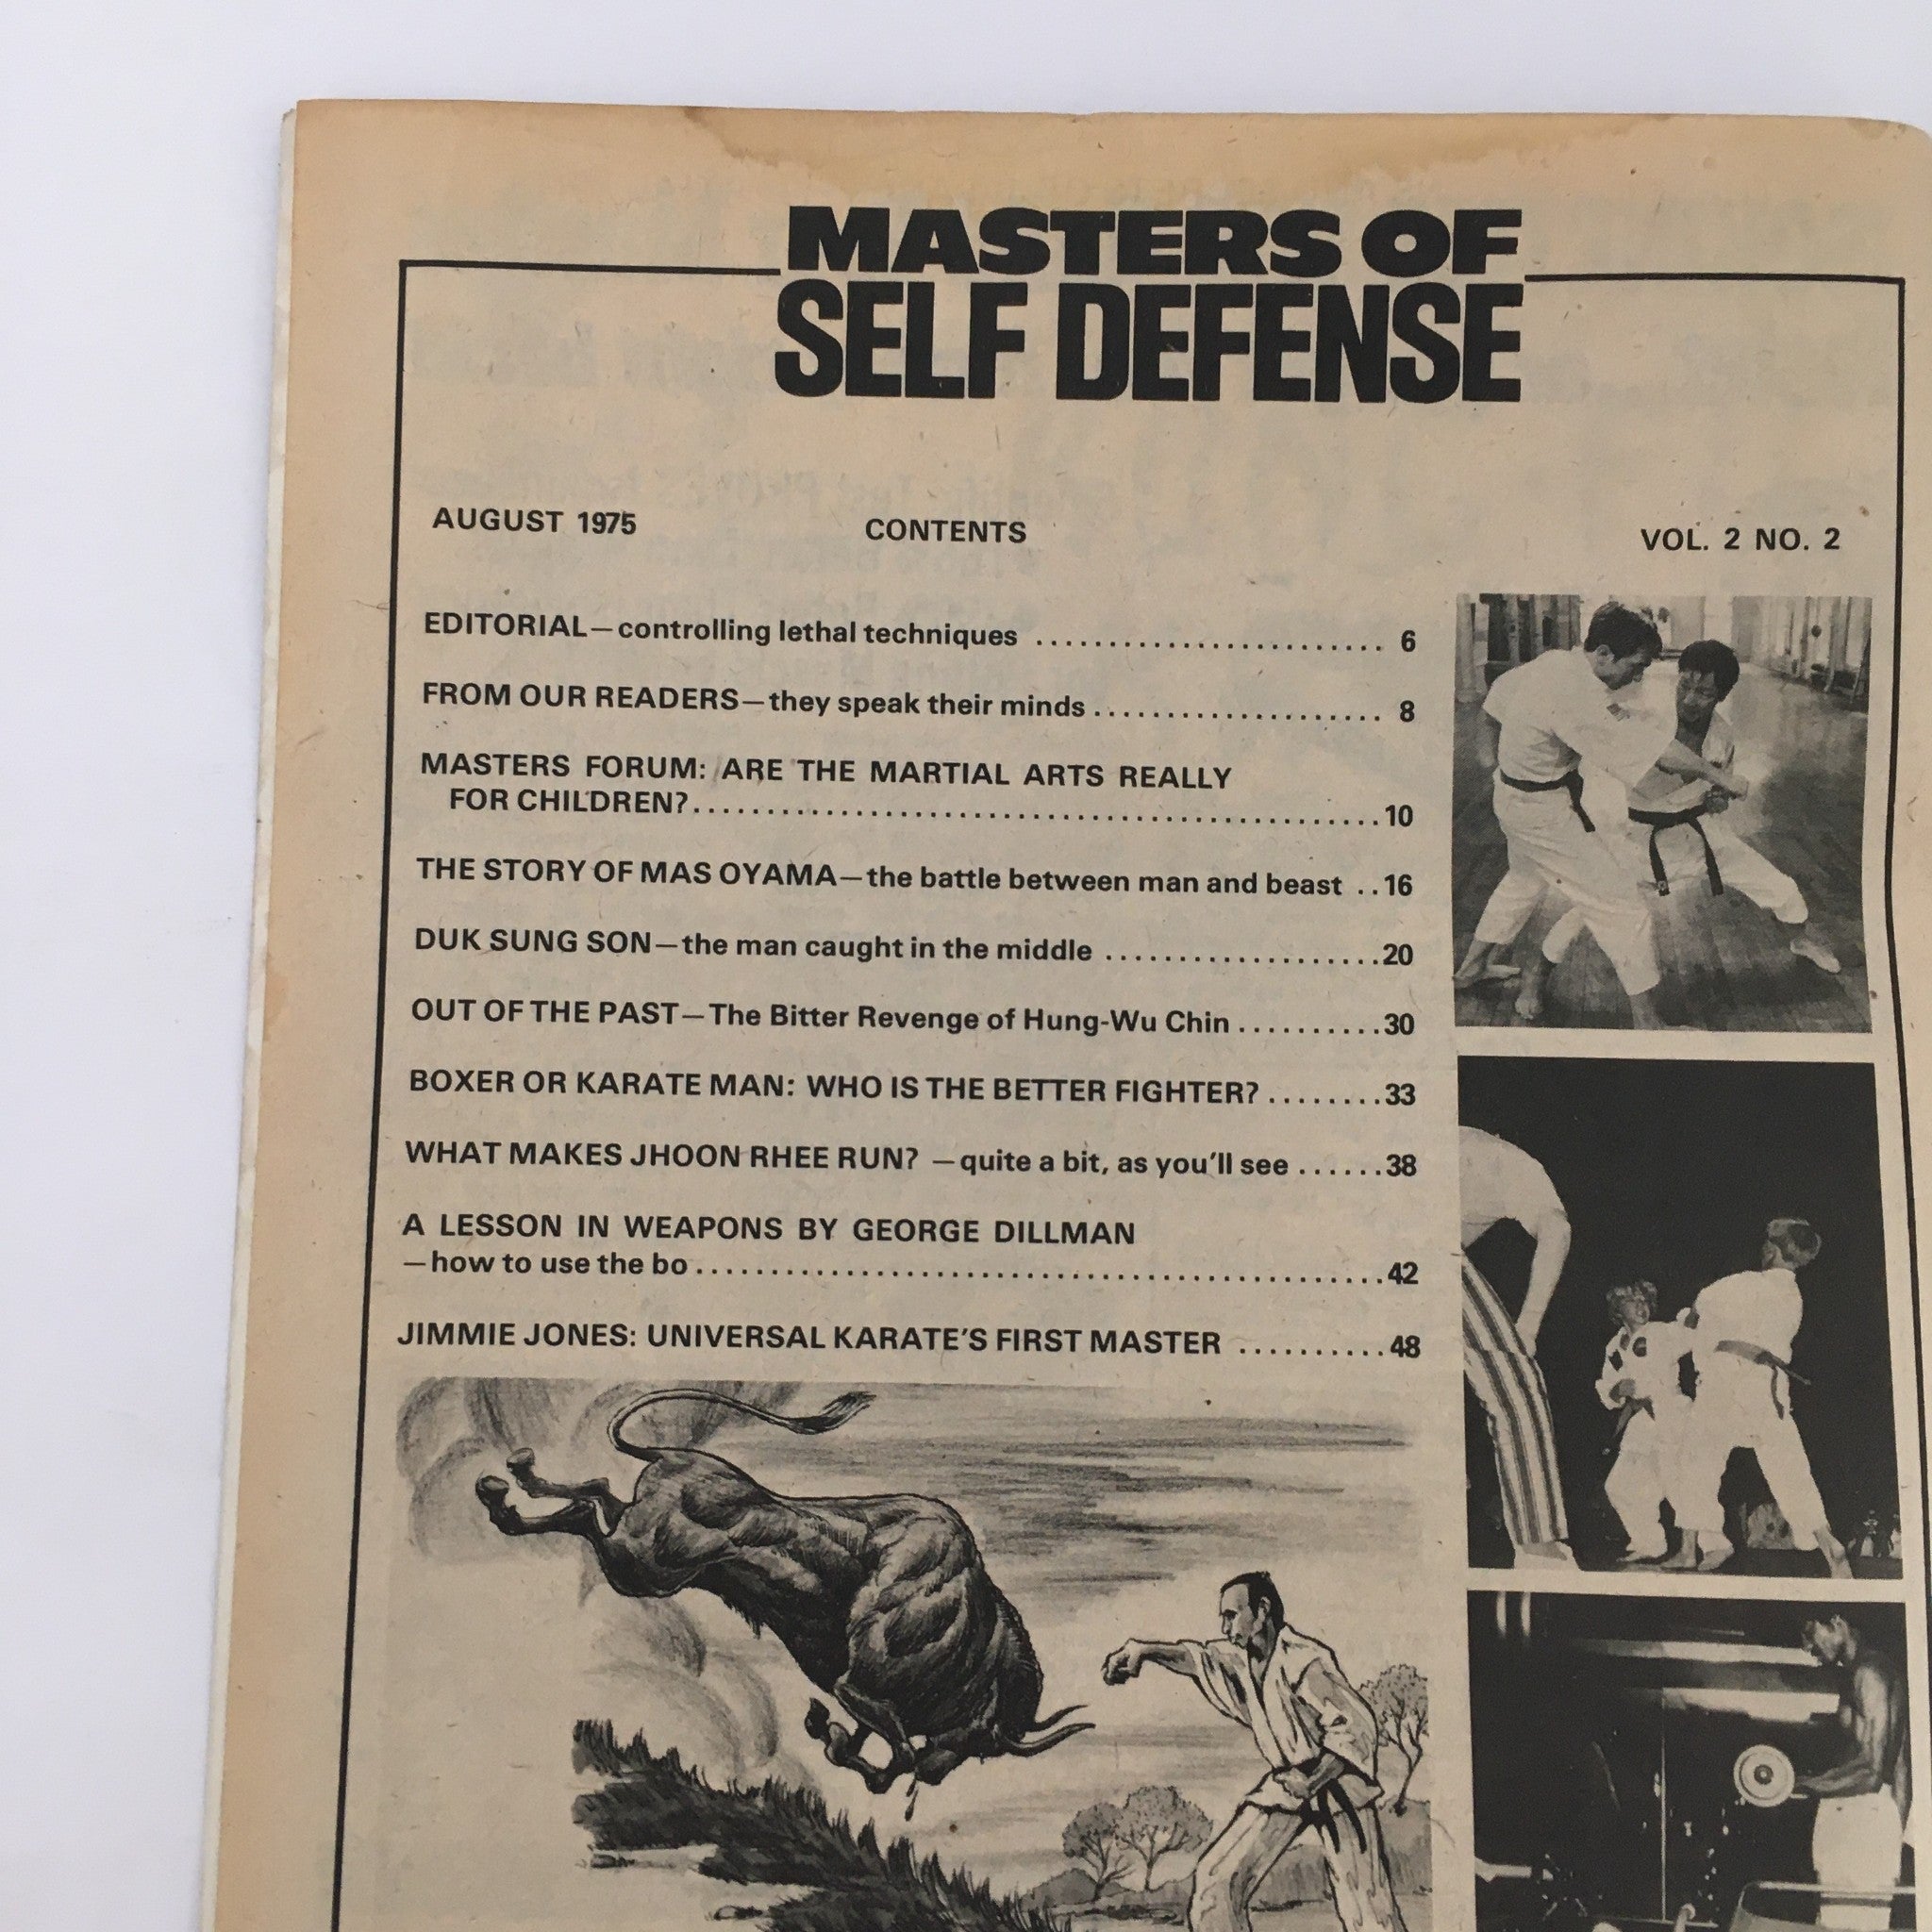 MASTERS OF
SELF DEFENSE
AUGUST 1975 CONTENTS VOL. 2 NO. 2
EDITORIAL—controlling lethal techniques ........................ 6
FROM OUR READERS—they speak their minds .................... 8
MASTERS FORUM: ARE THE MARTIAL ARTS REALLY
FOR CHILDREN?...............................................10
THE STORY OF MAS OYAMA—the battle between man and beast ..16
DUK SUNG SON—the man caught in the middle ...................20
OUT OF THE PAST—The Bitter Revenge of Hung-Wu Chin ..........30
BOXER OR KARATE MAN: WHO IS THE BETTER FIGHTER? ........33
WHAT MAKES JHOON RHEE RUN? —quite a bit, as you'll see ......38
A LESSON IN WEAPONS BY GEORGE DILLMAN
—how to use the bo ...............................................42
JIMMIE JONES: UNIVERSAL KARATE'S FIRST MASTER ..........48